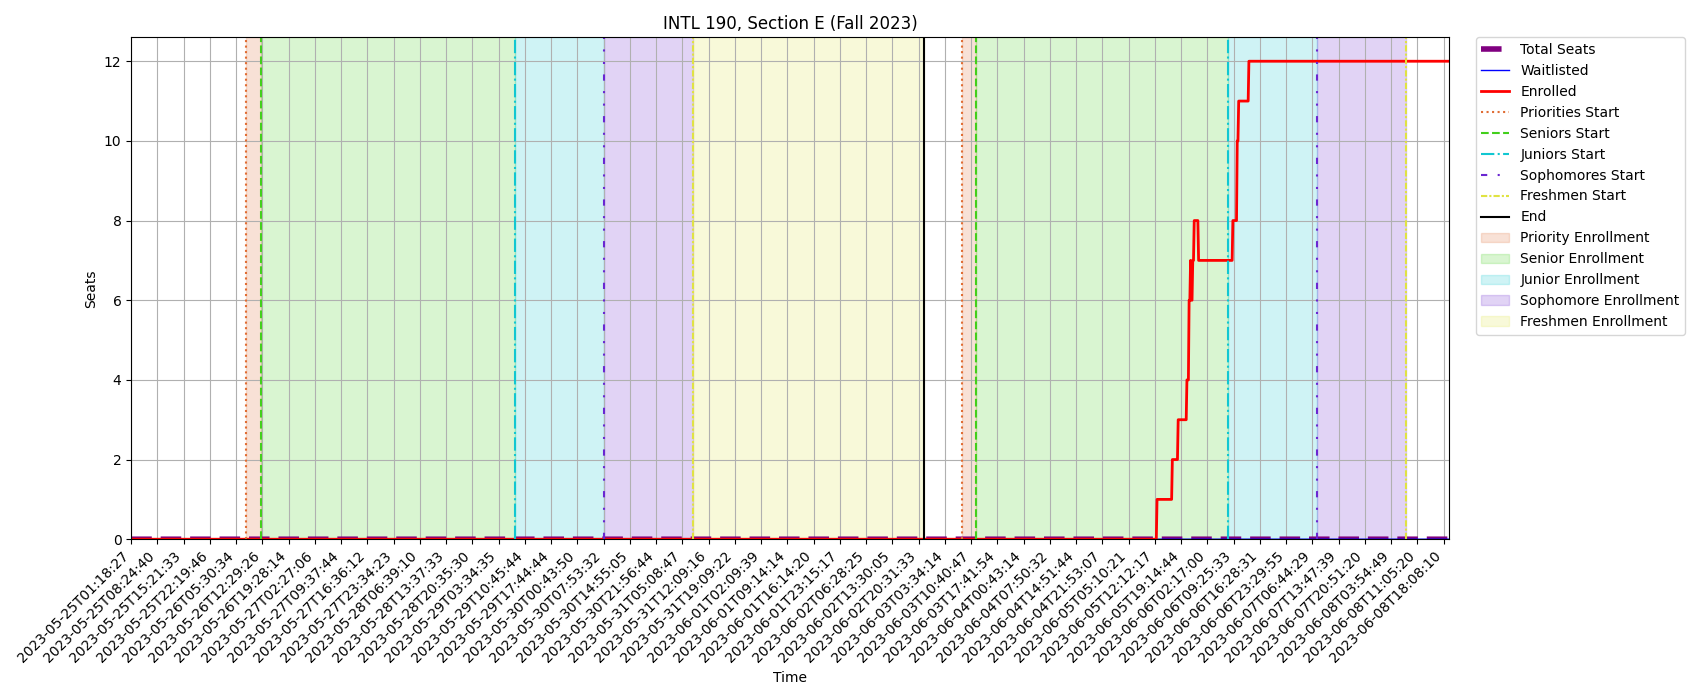 INTL 190, Section E (Fall 2023)
Seats
12
10
8
6
4
2
0
2023-05-25T01:18:27
2023-05-25T08:24:40
2023-05-25T15:21:33
2023-05-25T22:19:46
2023-05-26T05:30:34
2023-05-26T12:29:26
2023-05-26T19:28:14
2023-05-27T02:27:06
2023-05-27T09:37:44
2023-05-27T16:36:12
2023-05-27T23:34:23
2023-05-28T06:39:10
2023-05-28T13:37:33
2023-05-28T20:35:30
2023-05-29T03:34:35
2023-05-29T10:45:44
2023-05-29T17:44:44
2023-05-30T00:43:50
2023-05-30T07:53:32
2023-05-30T14:55:05
2023-05-30T21:56:44
2023-05-31T05:08:47
2023-05-31T12:09:16
2023-05-31T19:09:22
2023-06-01T02:09:39
2023-06-01T09:14:14
2023-06-01T16:14:20
2023-06-01T23:15:17
2023-06-02T06:28:25
2023-06-02T13:30:05
2023-06-02T20:31:33
2023-06-03T03:34:14
2023-06-03T10:40:47
2023-06-03T17:41:54
2023-06-04T00:43:14
2023-06-04T07:50:32
2023-06-04T14:51:44
2023-06-04T21:53:07
2023-06-05T05:10:21
2023-06-05T12:12:17
2023-06-05T19:14:44
2023-06-06T02:17:00
2023-06-06T09:25:33
2023-06-06T16:28:31
2023-06-06T23:29:55
2023-06-07T06:44:29
2023-06-07T13:47:39
2023-06-07T20:51:20
2023-06-08T03:54:49
2023-06-08T11:05:20
2023-06-08T18:08:10
Time
Total Seats
Waitlisted
Enrolled
Priorities Start
Seniors Start
Juniors Start
Sophomores Start
Freshmen Start
End
Priority Enrollment
Senior Enrollment
Junior Enrollment
Sophomore Enrollment
Freshmen Enrollment